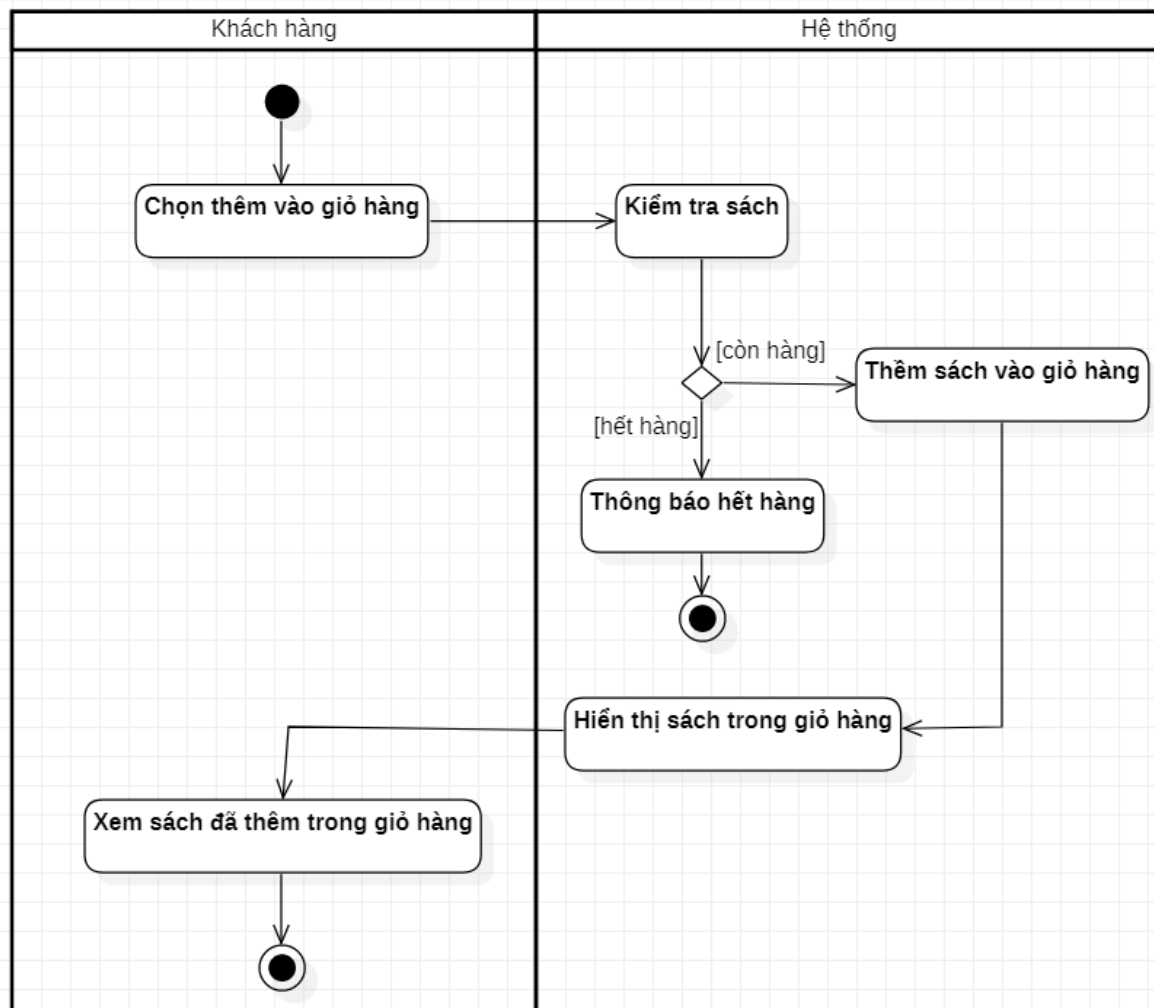 Khách hàng
Hệ thống
Chọn thêm vào giỏ hàng
Kiểm tra sách
[còn hàng]
Thềm sách vào giỏ hàng
[hết hàng]
Thông báo hết hàng
Hiển thị sách trong giỏ hàng
Xem sách đã thêm trong giỏ hàng